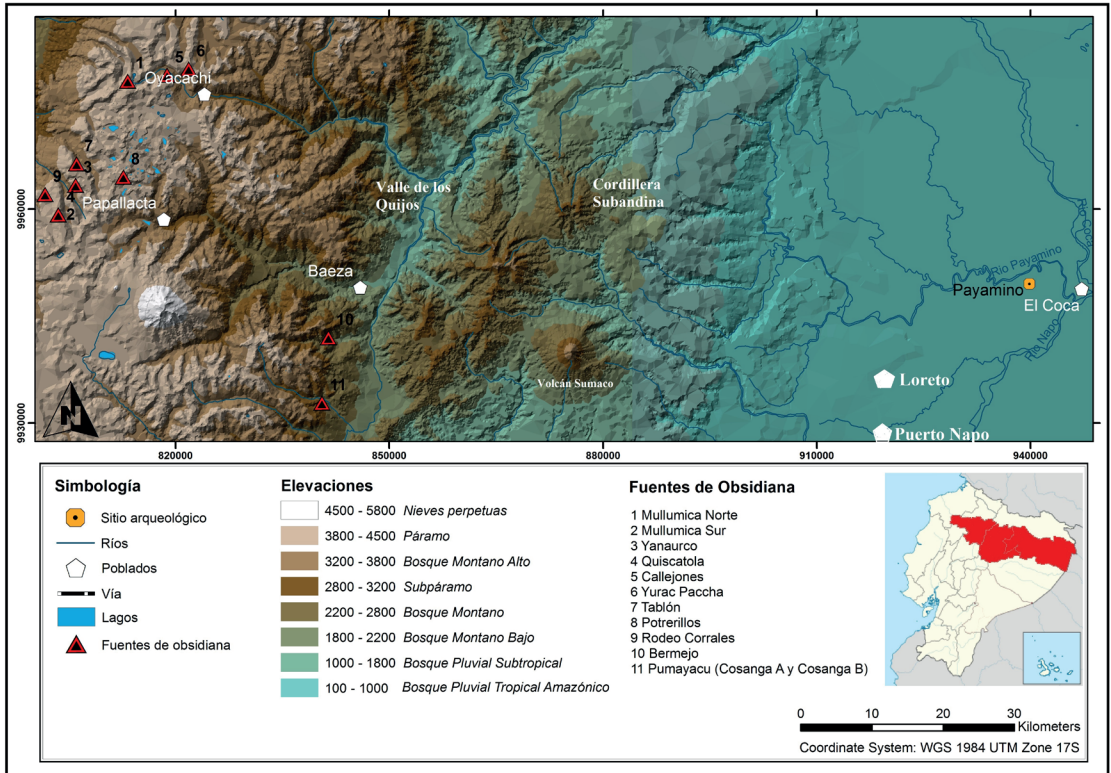 1
5
6
Oyacachi
7
3
8
9
4
Papallacta
2
Valle de los
Quijos
Cordillera
Subandina
Río Coca
Río Payamino
Payamino
El Coca
Río Napo
Baeza
10
11
Volcán Sumaco
Loreto
Puerto Napo
N
9960000
9930000
820000
850000
880000
910000
940000
Simbología
Sitio arqueológico
Ríos
Poblados
Vía
Lagos
Fuentes de obsidiana
Elevaciones
4500 - 5800 Nieves perpetuas
3800 - 4500 Páramo
3200 - 3800 Bosque Montano Alto
2800 - 3200 Subpáramo
2200 - 2800 Bosque Montano
1800 - 2200 Bosque Montano Bajo
1000 - 1800 Bosque Pluvial Subtropical
100 - 1000 Bosque Pluvial Tropical Amazónico
Fuentes de Obsidiana
1 Mullumica Norte
2 Mullumica Sur
3 Yanaurco
4 Quiscatola
5 Callejones
6 Yurac Paccha
7 Tablón
8 Potrerillos
9 Rodeo Corrales
10 Bermejo
11 Pumayacu (Cosanga A y Cosanga B)
0 10 20 30
Kilometers
Coordinate System: WGS 1984 UTM Zone 17S